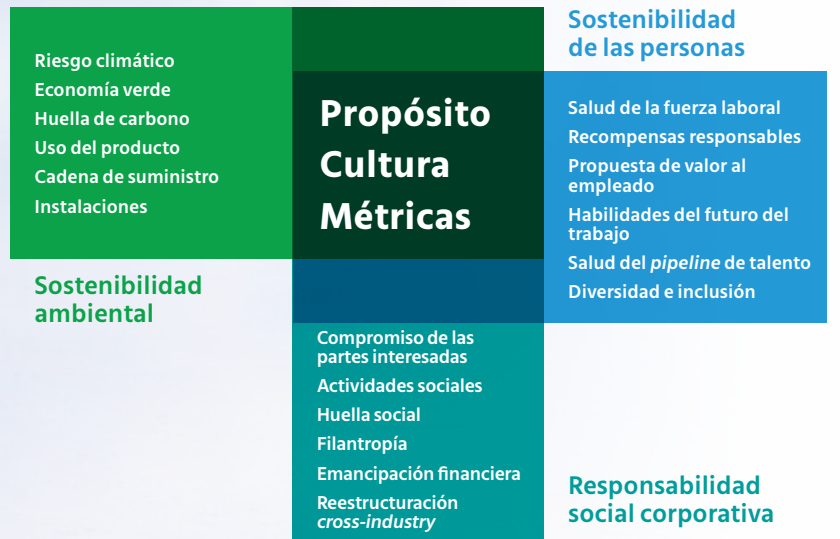 Riesgo climático
Economía verde
Huella de carbono
Uso del producto
Cadena de suministro
Instalaciones
Sostenibilidad
ambiental
Propósito
Cultura
Métricas
Sostenibilidad
de las personas
Salud de la fuerza laboral
Recompensas responsables
Propuesta de valor al
empleado
Habilidades del futuro del
trabajo
Salud del pipeline de talento
Diversidad e inclusión
Compromiso de las
partes interesadas
Actividades sociales
Huella social
Filantropía
Emancipación financiera
Reestructuración
cross-industry
Responsabilidad
social corporativa